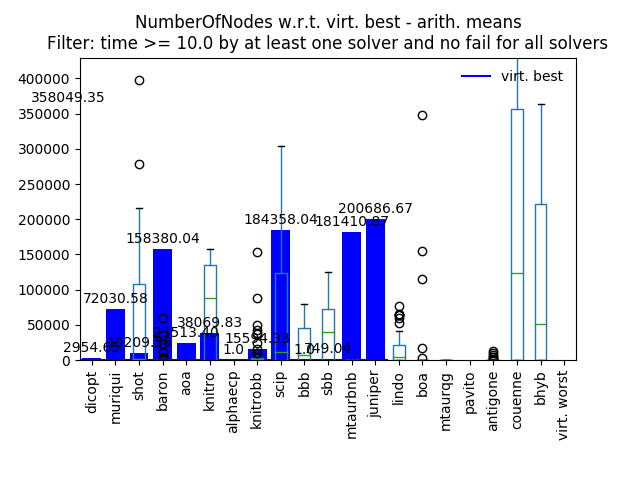 NumberOfNodes w.r.t. virt. best - arith. means
Filter: time >= 10.0 by at least one solver and no fail for all solvers
virt. best
400000
358049.35
350000
300000
250000
200000
150000
100000
50000
0
72030.58
158380.04
38069.83
1.0
184358.04
181410.87
200686.67
dicopt
muriqui
shot
baron
aoa
knitro
alphaecp
knitrobb
scip
bbb
sbb
mtaurbnb
juniper
lindo
boa
mtaurqg
pavito
antigone
couenne
bhyb
virt. worst